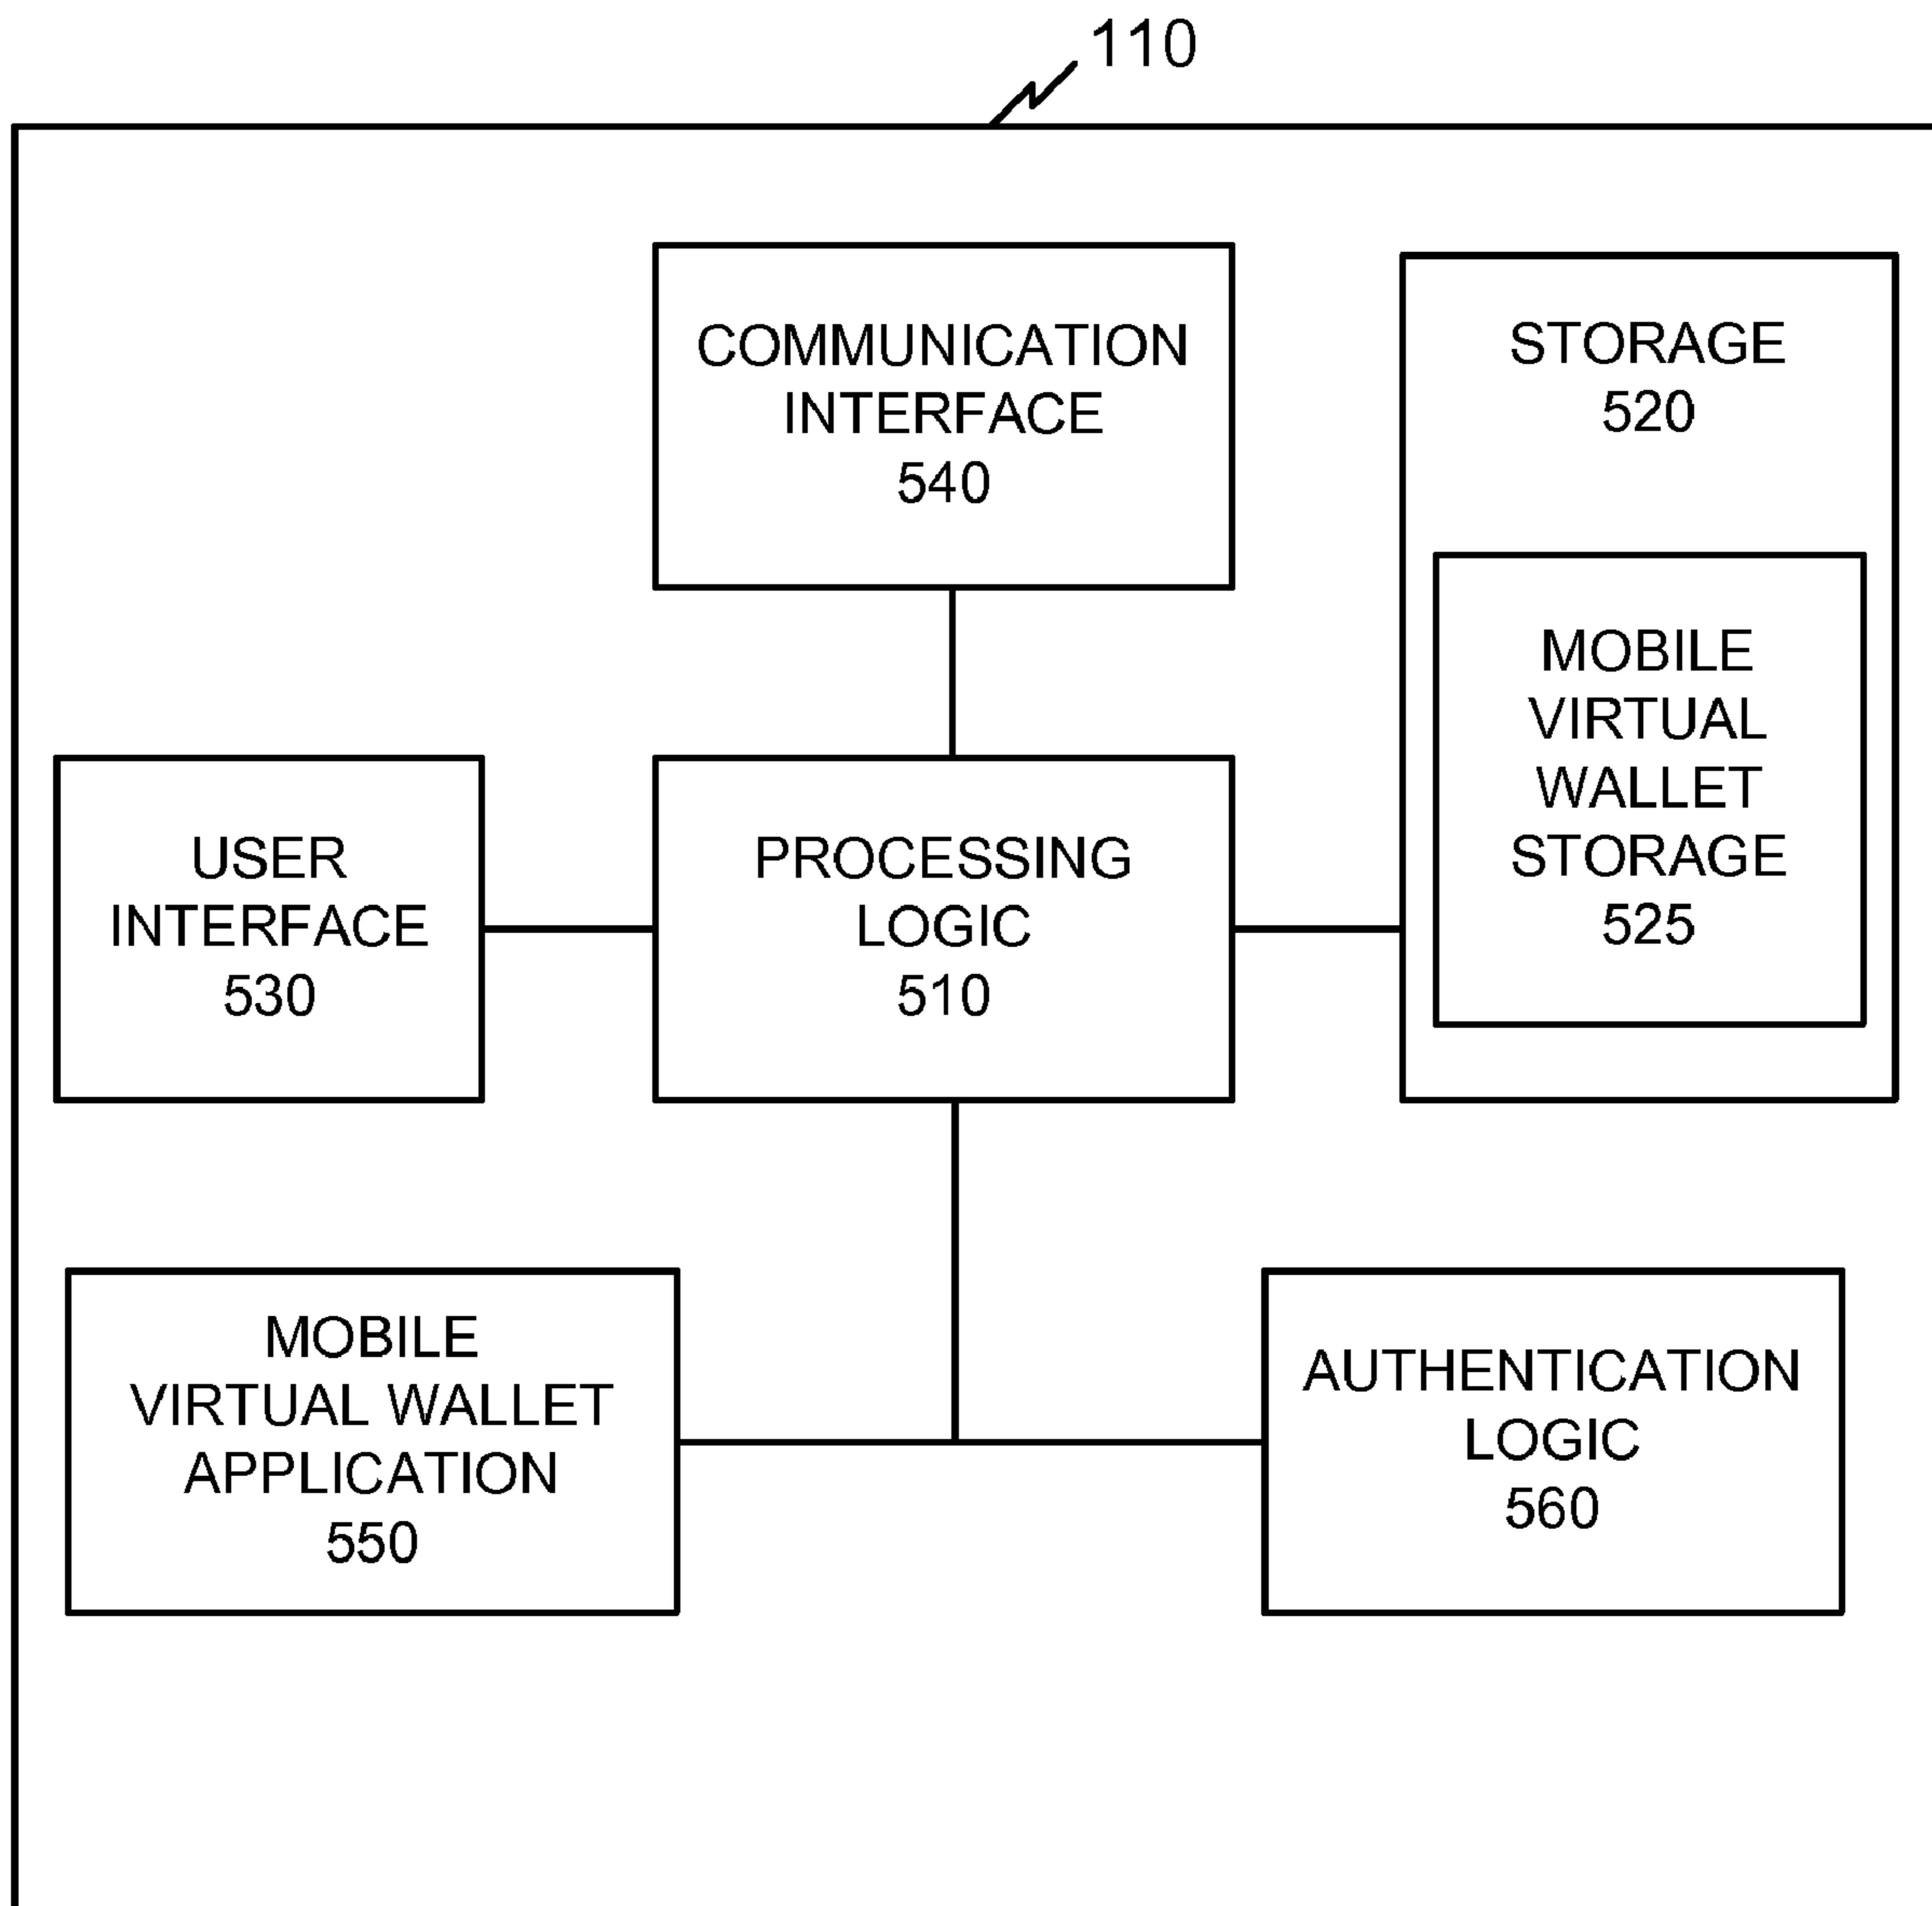 110
COMMUNICATION
INTERFACE
540
STORAGE
520
MOBILE
VIRTUAL
WALLET
STORAGE
525
USER
INTERFACE
530
PROCESSING
LOGIC
510
MOBILE
VIRTUAL WALLET
APPLICATION
550
AUTHENTICATION
LOGIC
560